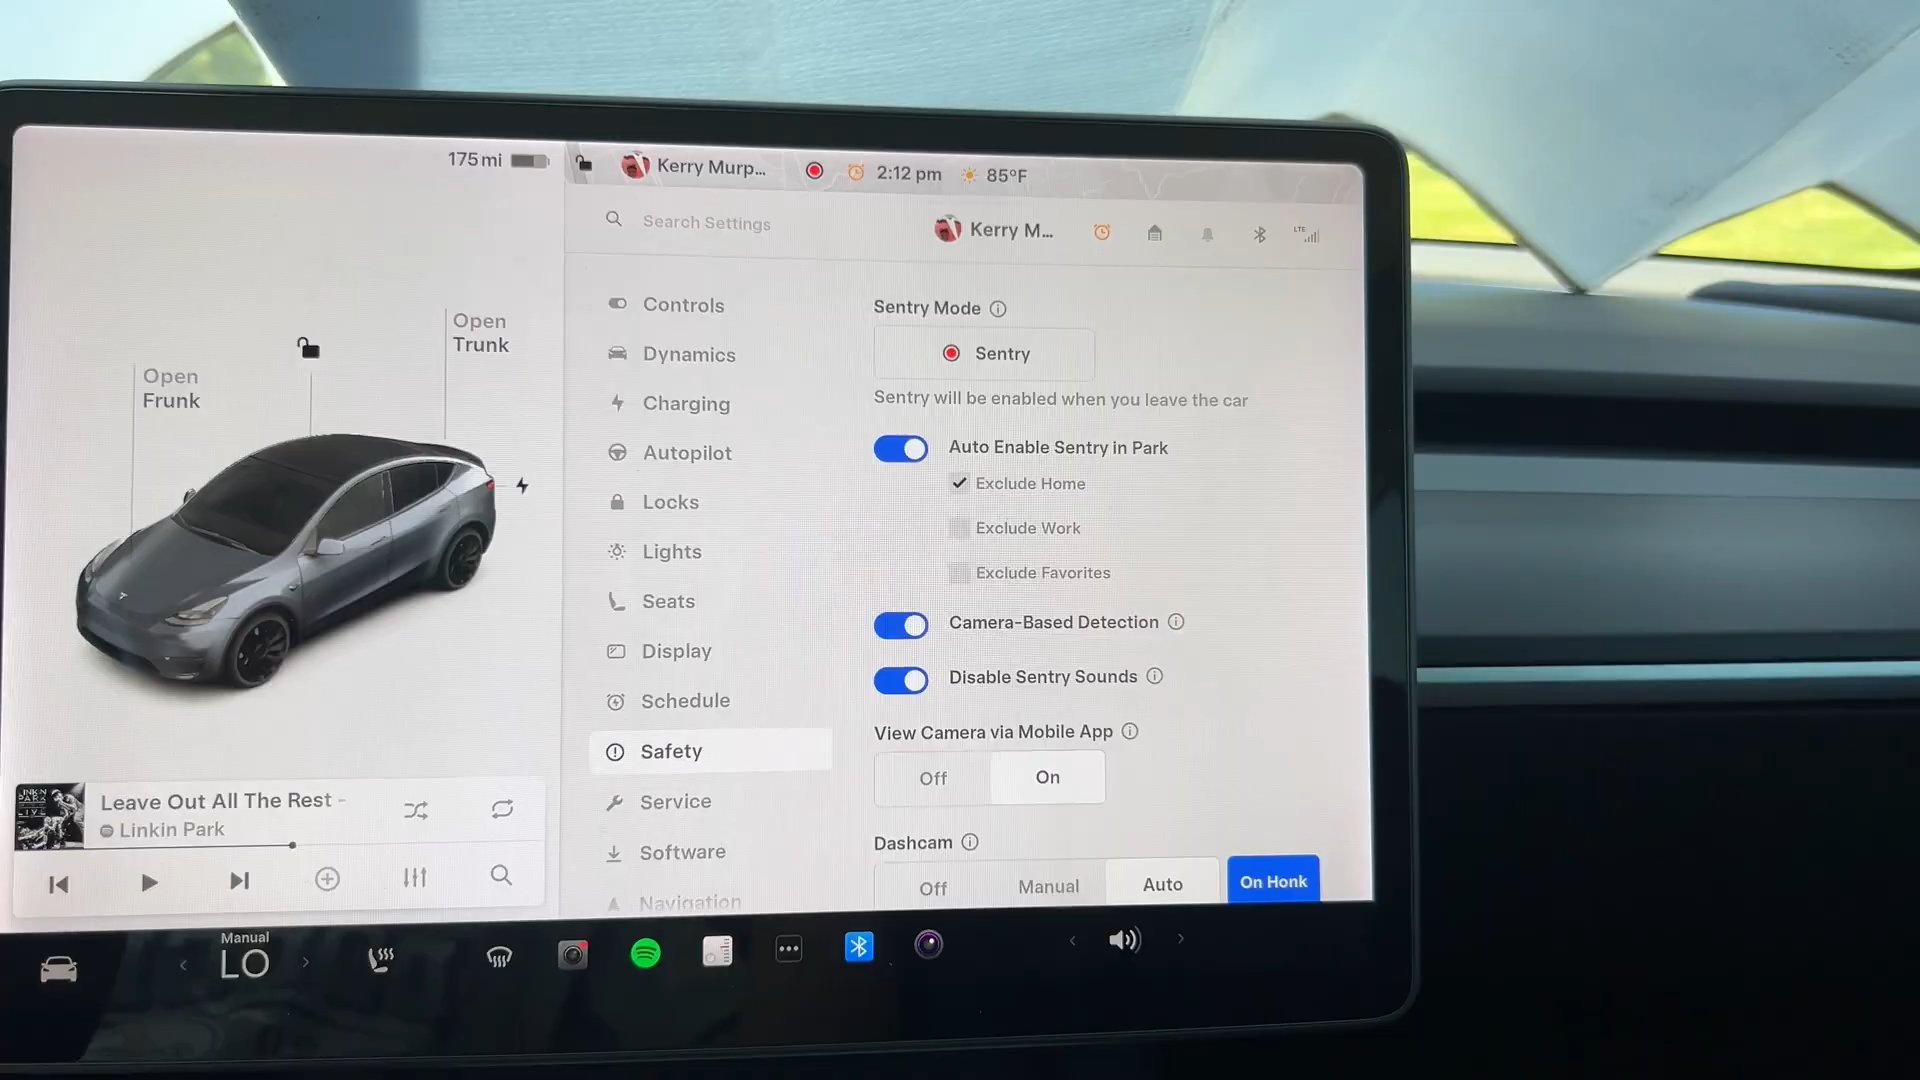 175 mi
Kerry Murp...
2:12 pm
85°F
Search Settings
Kerry M...
LTE
Open
Trunk
Open
Frunk
Controls
Dynamics
Charging
Autopilot
Locks
Lights
Seats
Display
Schedule
Safety
Service
Software
Navigation
Sentry Mode
Sentry
Sentry will be enabled when you leave the car
Auto Enable Sentry in Park
Exclude Home
Exclude Work
Exclude Favorites
Camera-Based Detection
Disable Sentry Sounds
View Camera via Mobile App
Off
On
Dashcam
Off
Manual
Auto
On Honk
LINKIN
PARK
LIVE
Leave Out All The Rest -
Linkin Park
Manual
LO